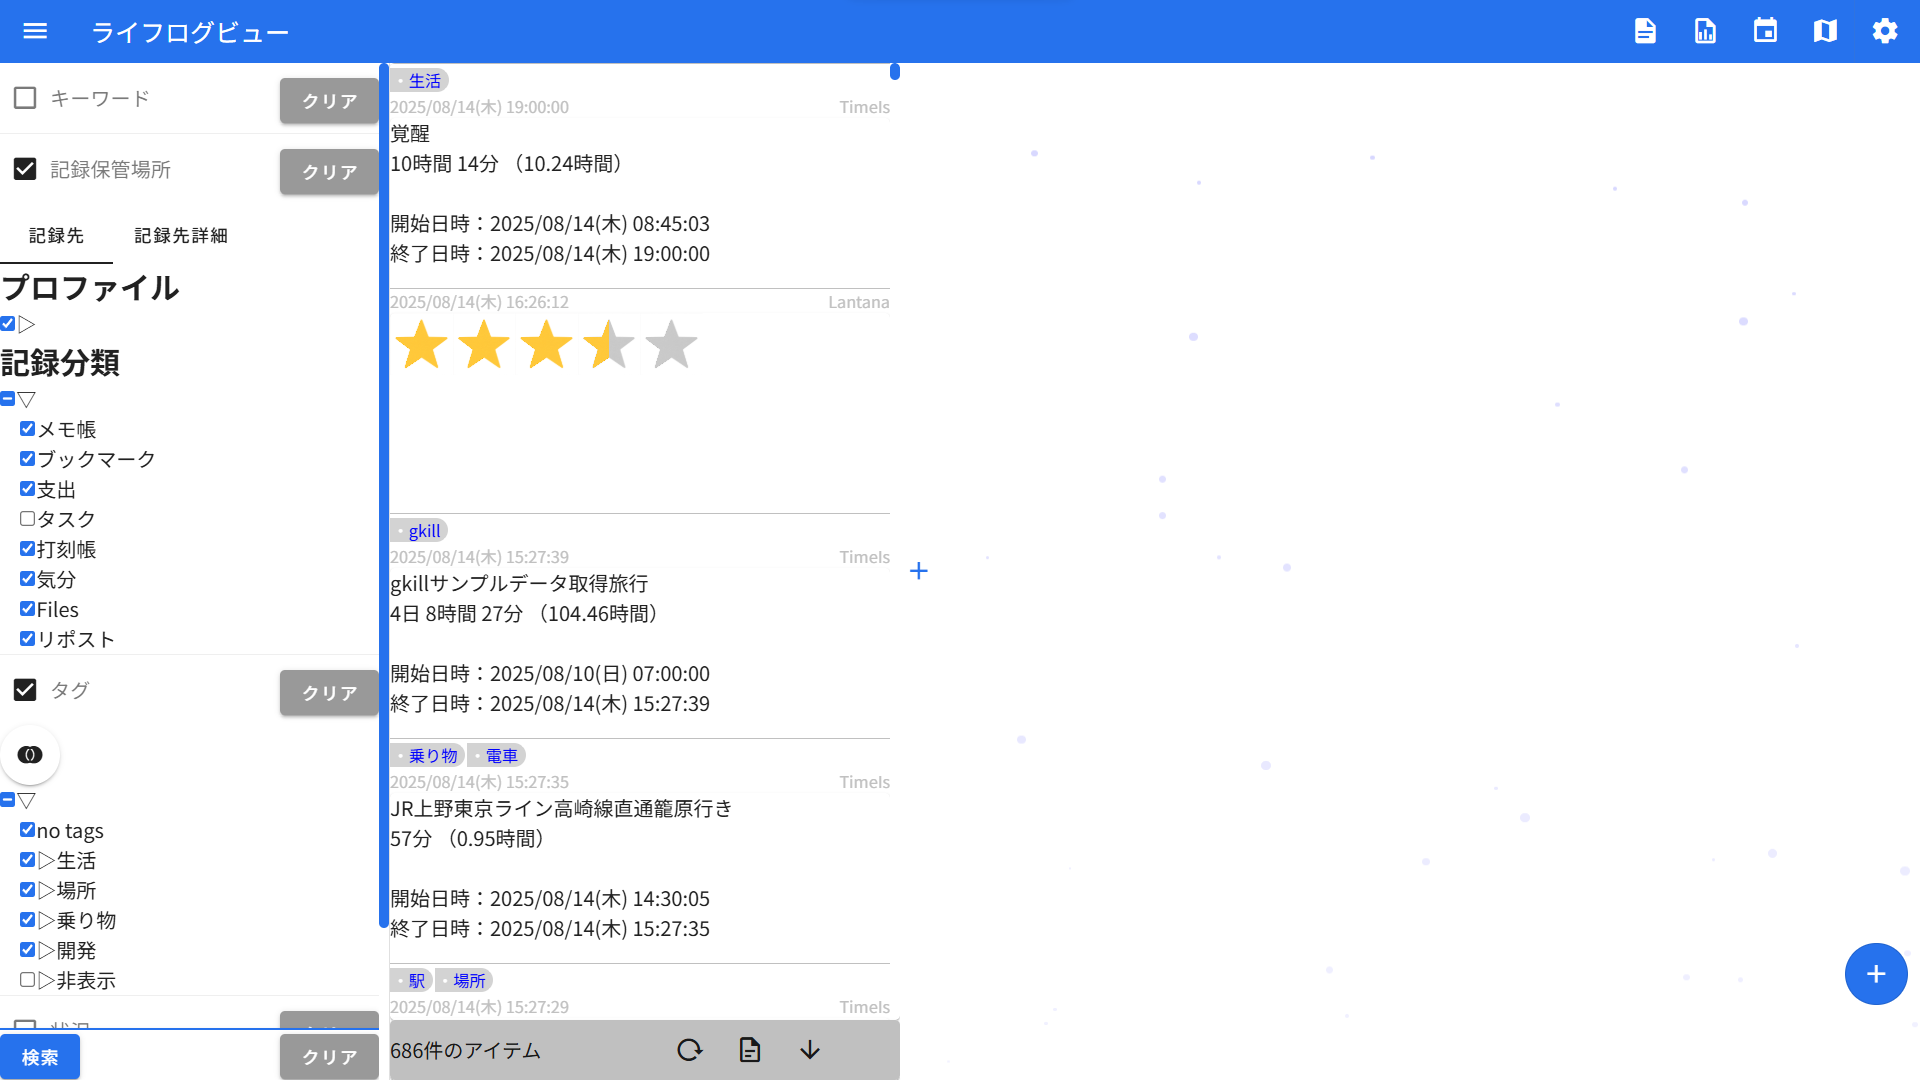 ライフログビュー
キーワード
クリア
記録保管場所
クリア
記録先
記録先詳細
プロファイル
記録分類
メモ帳
ブックマーク
支出
タスク
打刻帳
気分
Files
リポスト
タグ
クリア
no tags
生活
場所
乗り物
開発
非表示
検索
クリア
・生活
2025/08/14(木) 19:00:00
TimeIs
覚醒
10時間 14分 （10.24時間）
開始日時：2025/08/14(木) 08:45:03
終了日時：2025/08/14(木) 19:00:00
2025/08/14(木) 16:26:12
Lantana
・gkill
2025/08/14(木) 15:27:39
TimeIs
gkillサンプルデータ取得旅行
4日 8時間 27分 （104.46時間）
開始日時：2025/08/10(日) 07:00:00
終了日時：2025/08/14(木) 15:27:39
・乗り物 ・電車
2025/08/14(木) 15:27:35
TimeIs
JR上野東京ライン高崎線直通籠原行き
57分 （0.95時間）
開始日時：2025/08/14(木) 14:30:05
終了日時：2025/08/14(木) 15:27:35
・駅 ・場所
2025/08/14(木) 15:27:29
TimeIs
686件のアイテム